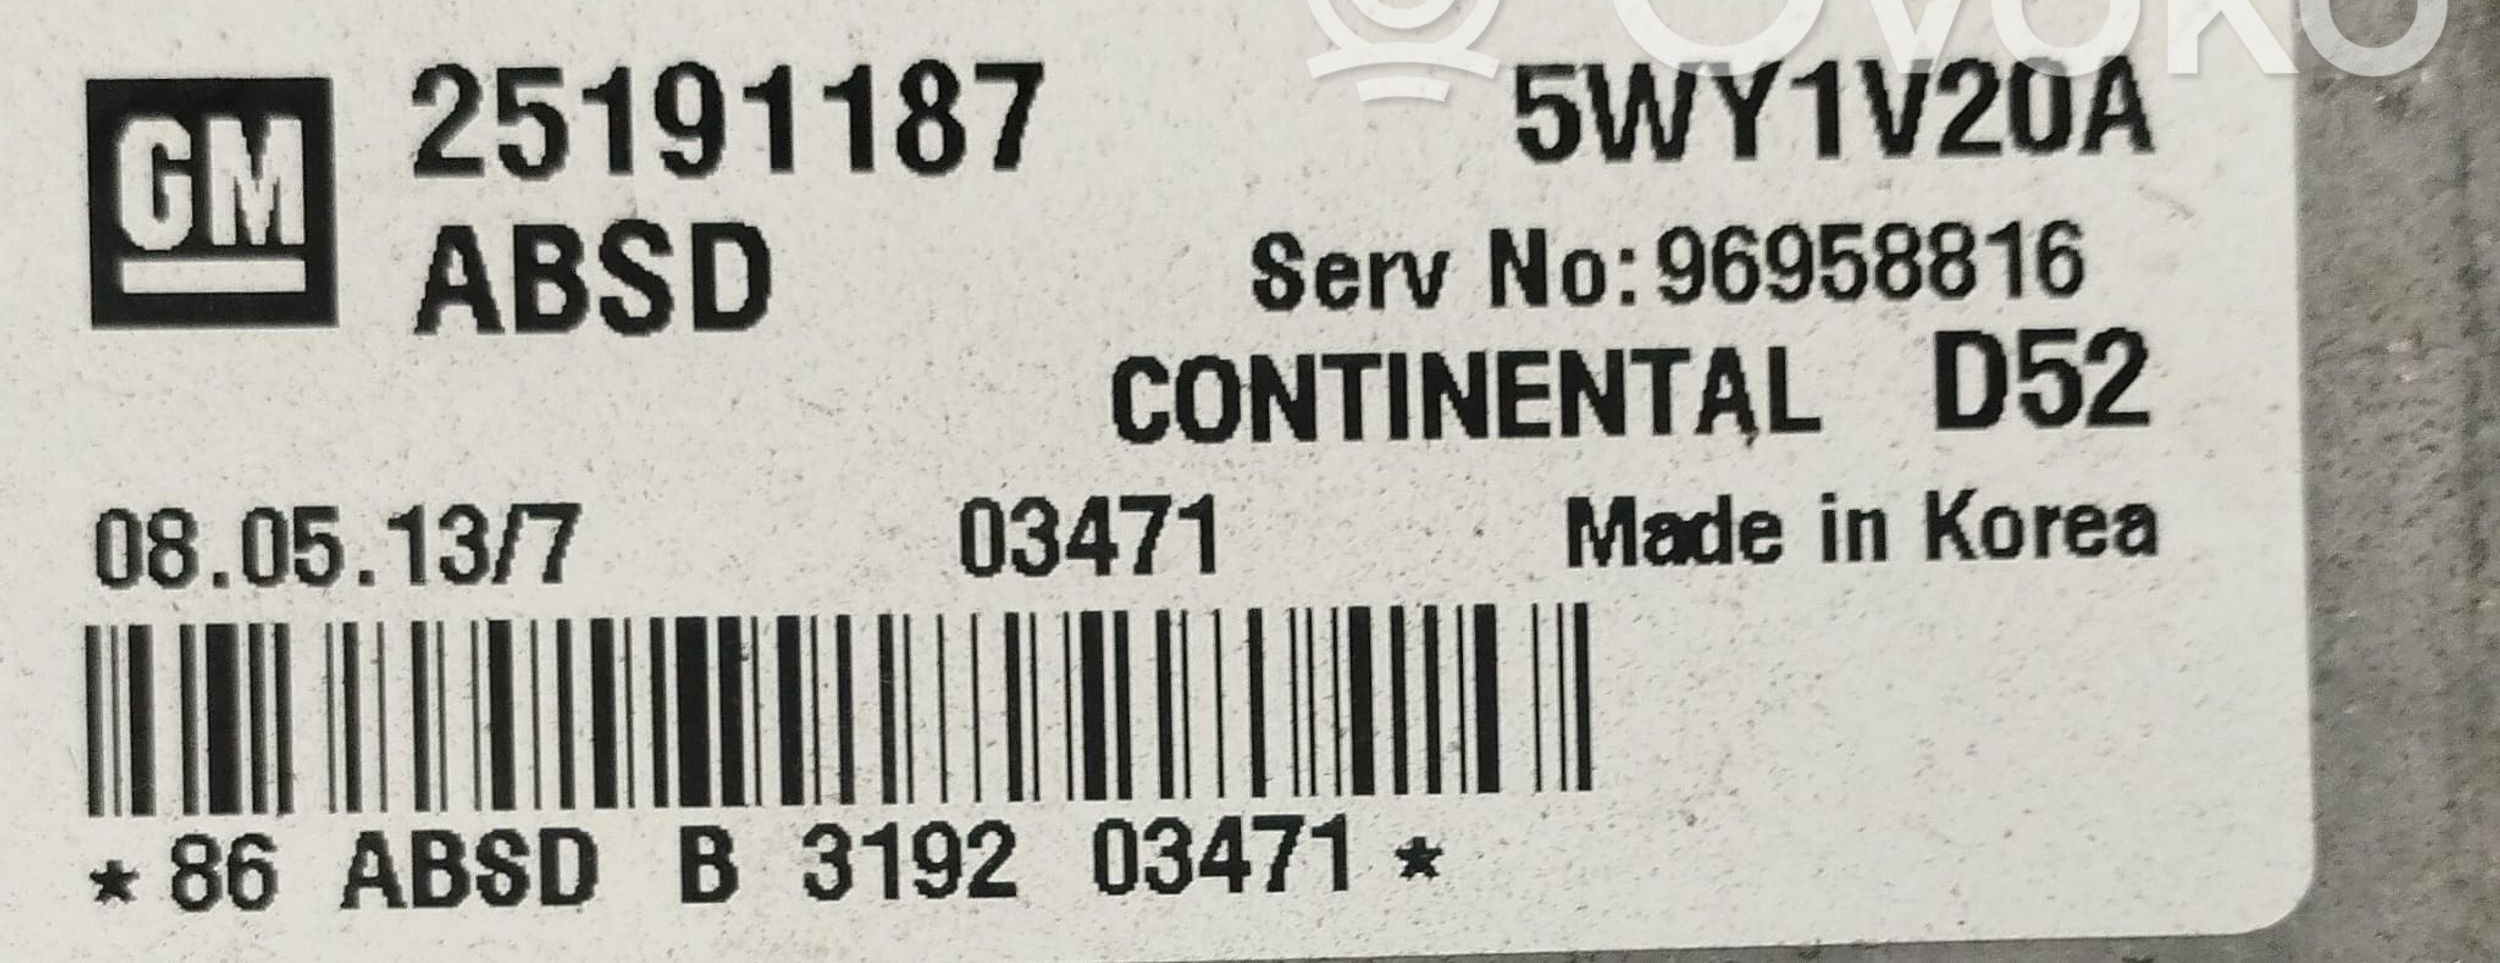 OVOKO
GM 25191187 5WY1V20A
ABSD Serv No:96958816
CONTINENTAL D52
08.05.13/7 03471 Made in Korea
*86 ABSD B 3192 03471*